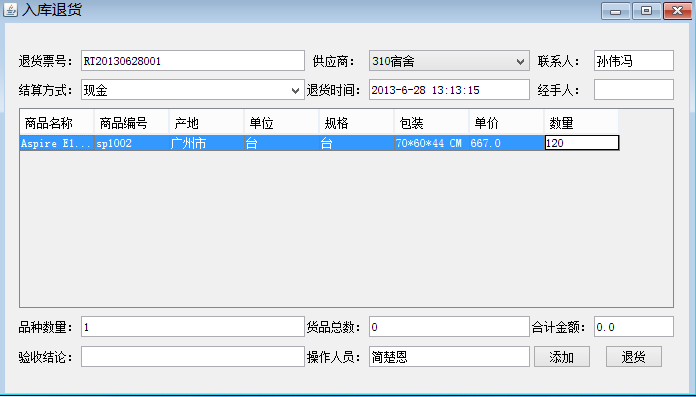 入库退货
退货票号： RT20130628001 供应商： 310宿舍 联系人： 孙伟冯
结算方式： 现金 退货时间： 2013-6-28 13:13:15 经手人：
商品名称 商品编号 产地 单位 规格 包装 单价 数量
Aspire E1... sp1002 广州市 台 台 70*60*44 CM 667.0 120
品种数量： 1 货品总数： 0 合计金额： 0.0
验收结论： 操作人员： 简楚恩 添加 退货